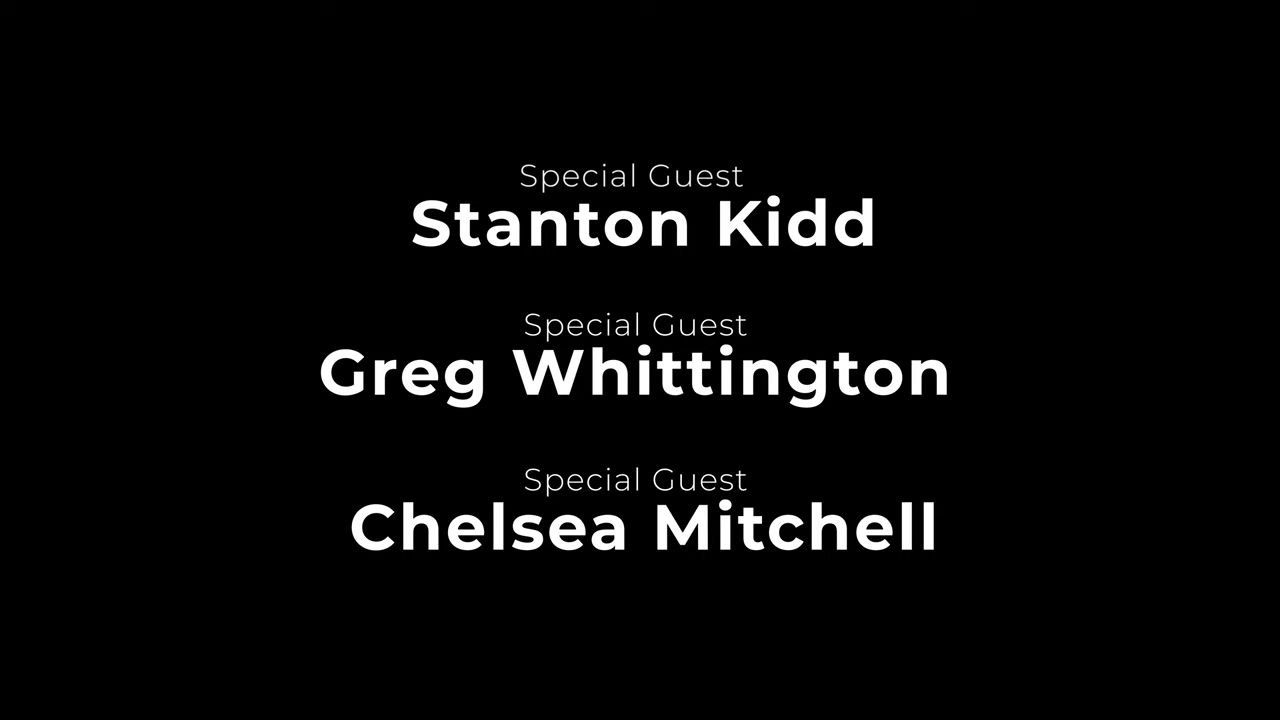 Special Guest
Stanton Kidd
Special Guest
Greg Whittington
Special Guest
Chelsea Mitchell